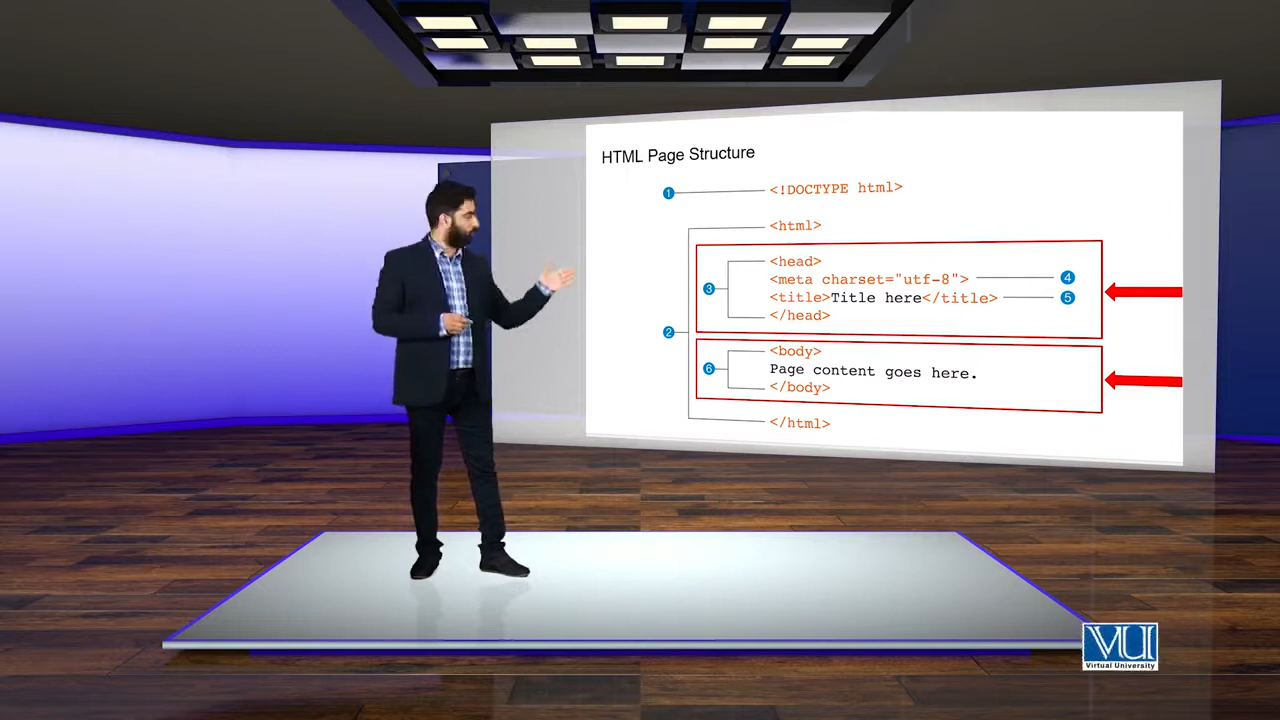 HTML Page Structure
1 <!DOCTYPE html>
<html>
<head>
3 <meta charset="utf-8"> 4
<title>Title here</title> 5
</head>
2
<body>
6 Page content goes here.
</body>
</html>
VU
Virtual University